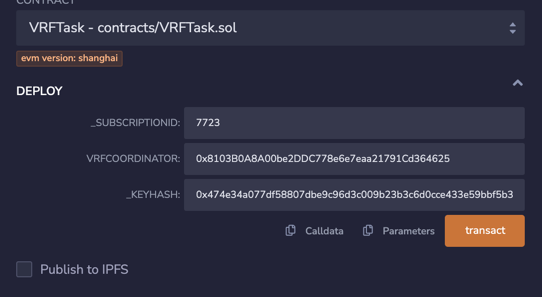 CONTRACT
VRFTask - contracts/VRFTask.sol
evm version: shanghai
DEPLOY
_SUBSCRIPTIONID: 7723
VRFCOORDINATOR: 0x8103B0A8A00be2DDC778e6e7eaa21791Cd364625
_KEYHASH: 0x474e34a077df58807dbe9c96d3c009b23b3c6d0cce433e59bbf5b3
Calldata Parameters transact
Publish to IPFS